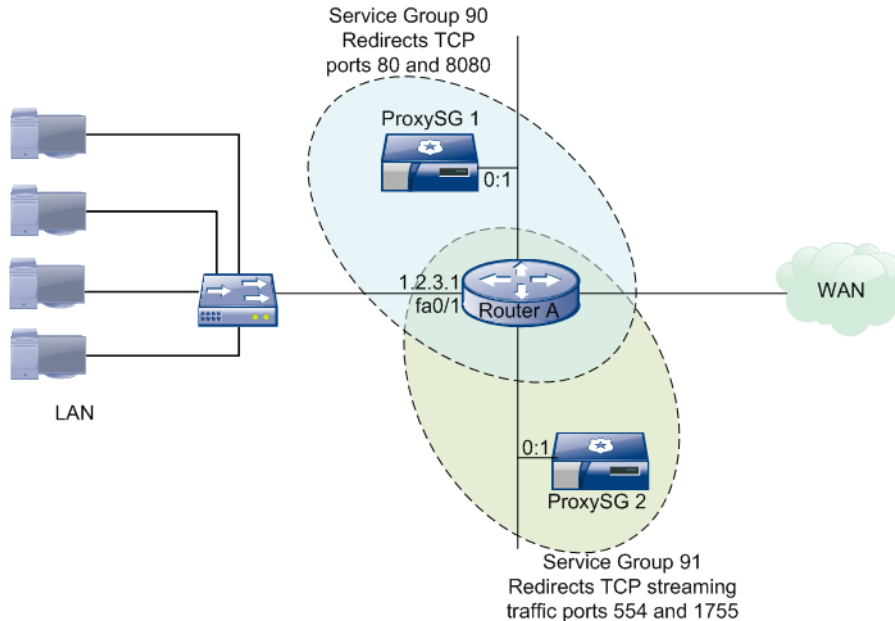 Service Group 90
Redirects TCP
ports 80 and 8080
ProxySG 1
0:1
1.2.3.1
fa0/1
Router A
WAN
LAN
0:1
ProxySG 2
Service Group 91
Redirects TCP streaming
traffic ports 554 and 1755